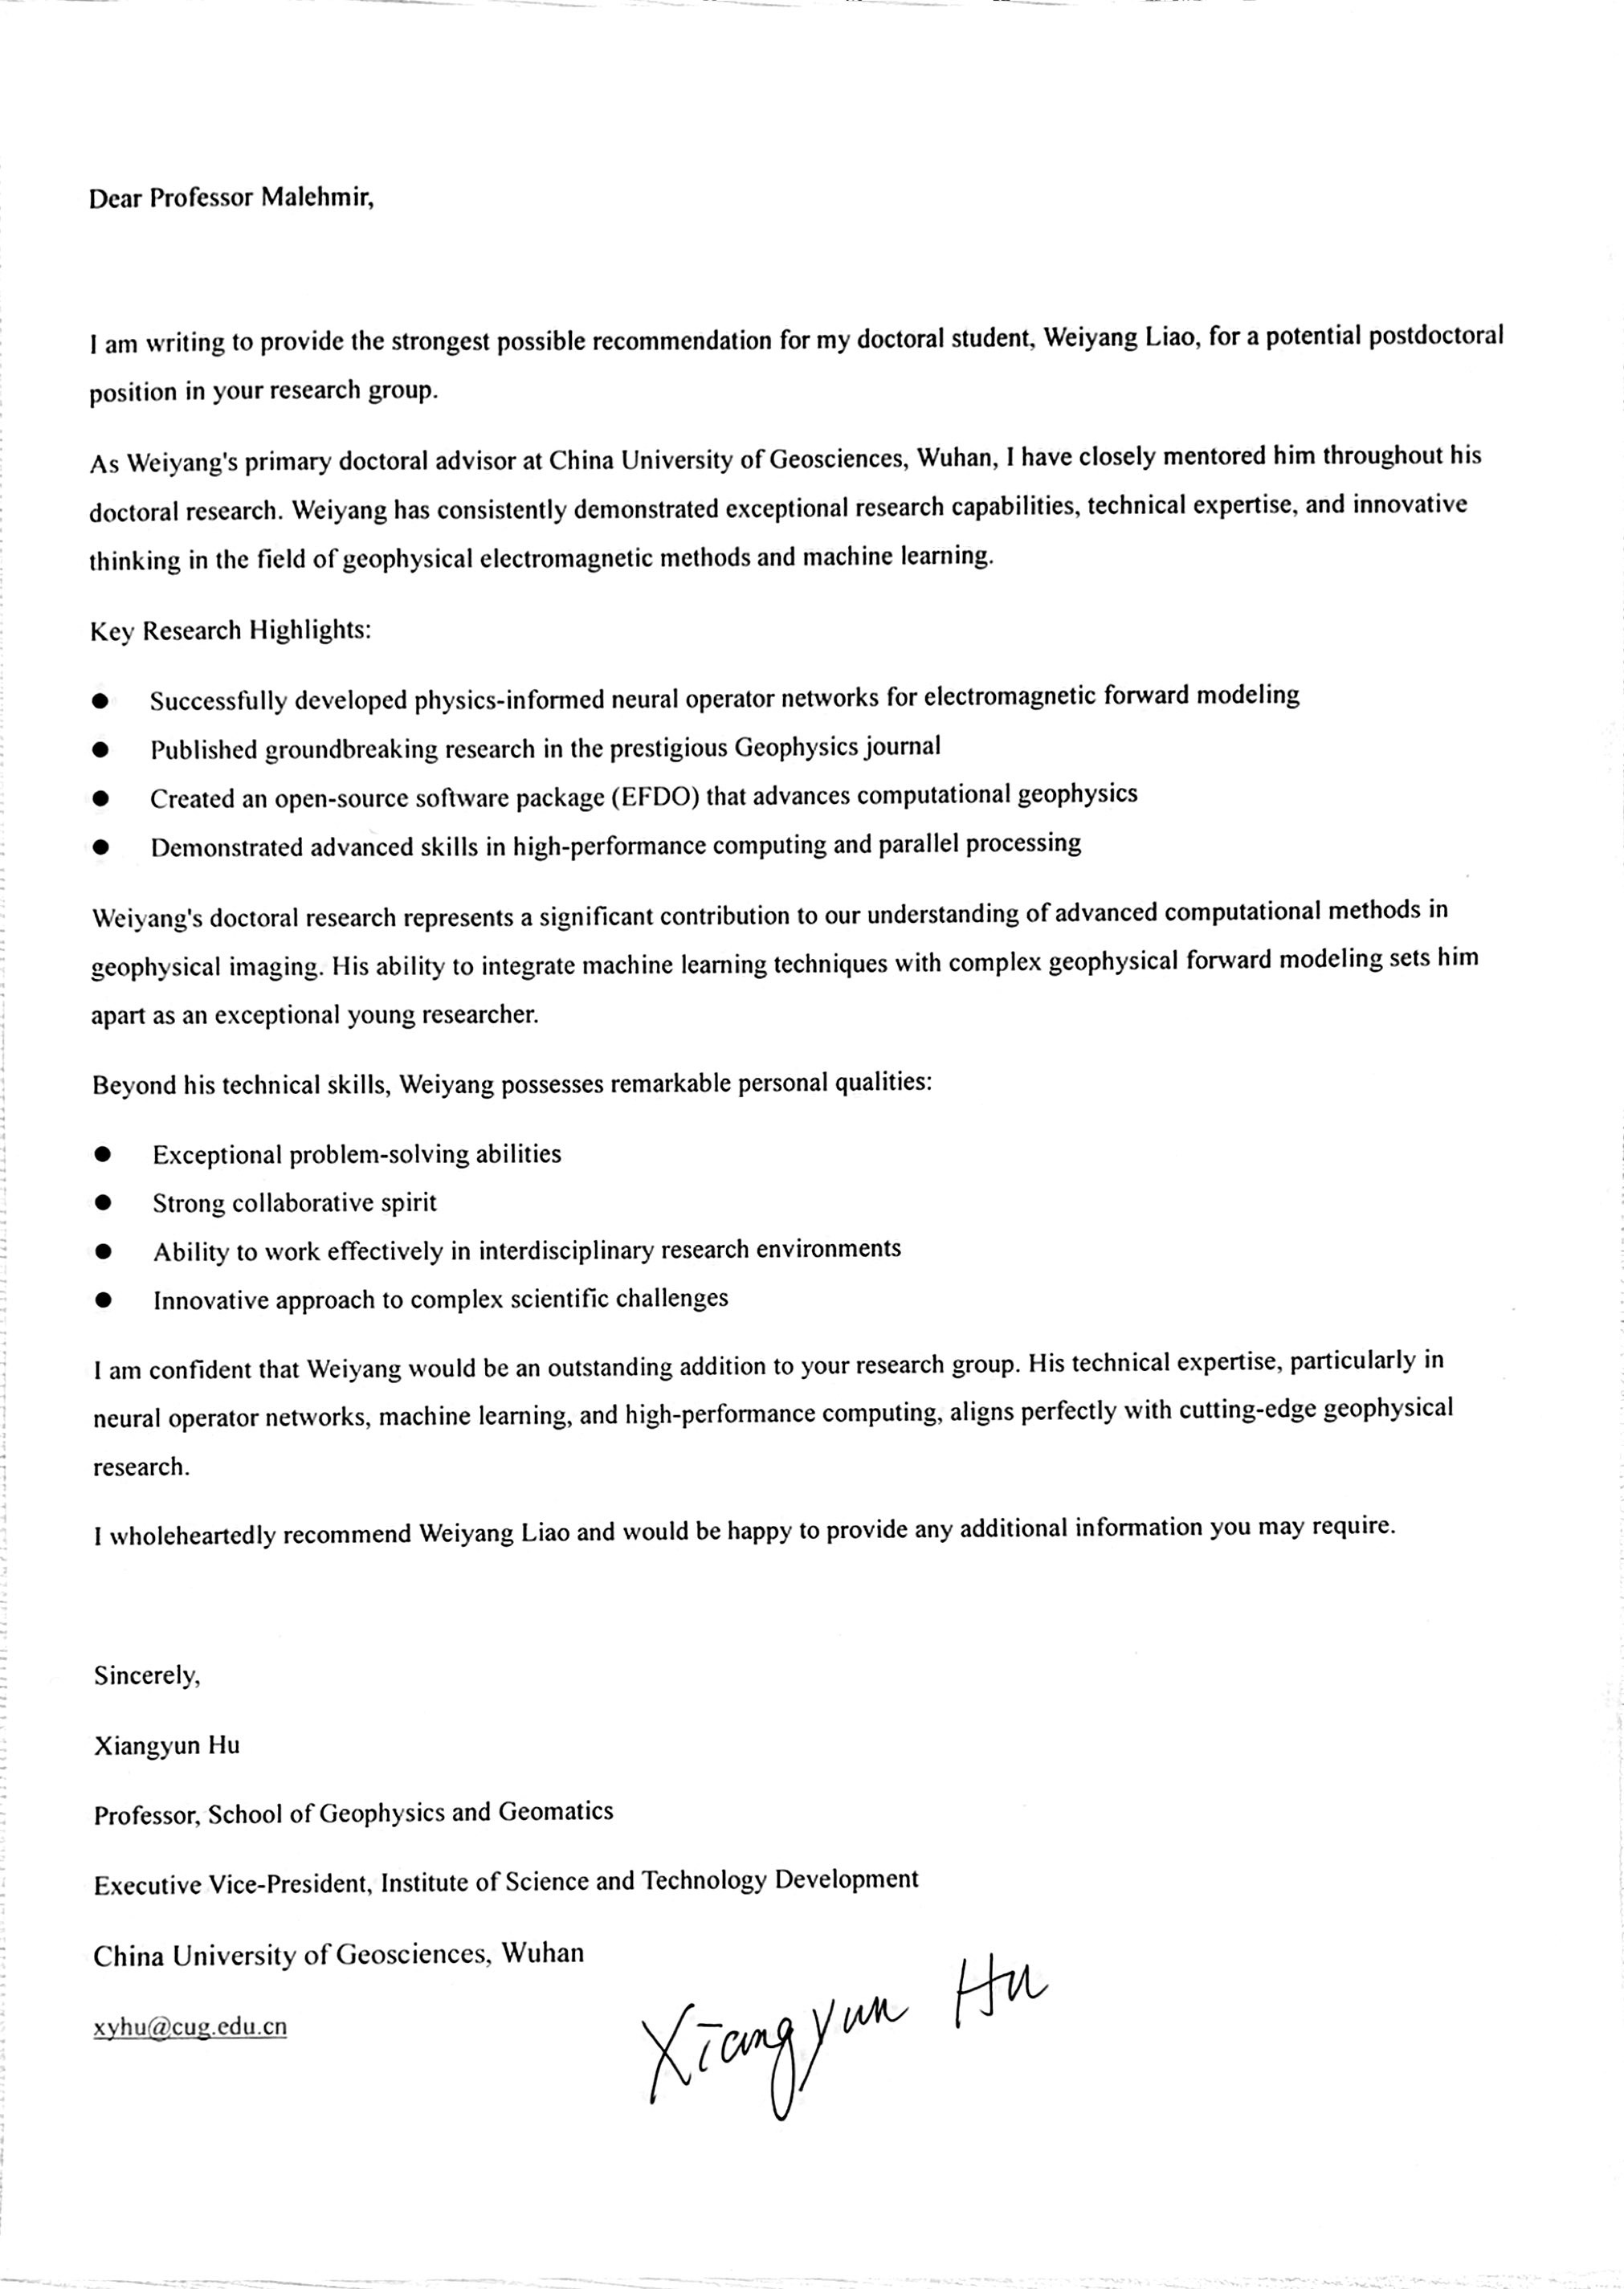 Dear Professor Malehmir,
I am writing to provide the strongest possible recommendation for my doctoral student, Weiyang Liao, for a potential postdoctoral
position in your research group.
As Weiyang's primary doctoral advisor at China University of Geosciences, Wuhan, I have closely mentored him throughout his
doctoral research. Weiyang has consistently demonstrated exceptional research capabilities, technical expertise, and innovative
thinking in the field of geophysical electromagnetic methods and machine learning.
Key Research Highlights:
● Successfully developed physics-informed neural operator networks for electromagnetic forward modeling
● Published groundbreaking research in the prestigious Geophysics journal
● Created an open-source software package (EFDO) that advances computational geophysics
● Demonstrated advanced skills in high-performance computing and parallel processing
Weiyang's doctoral research represents a significant contribution to our understanding of advanced computational methods in
geophysical imaging. His ability to integrate machine learning techniques with complex geophysical forward modeling sets him
apart as an exceptional young researcher.
Beyond his technical skills, Weiyang possesses remarkable personal qualities:
● Exceptional problem-solving abilities
● Strong collaborative spirit
● Ability to work effectively in interdisciplinary research environments
● Innovative approach to complex scientific challenges
I am confident that Weiyang would be an outstanding addition to your research group. His technical expertise, particularly in
neural operator networks, machine learning, and high-performance computing, aligns perfectly with cutting-edge geophysical
research.
I wholeheartedly recommend Weiyang Liao and would be happy to provide any additional information you may require.
Sincerely,
Xiangyun Hu
Professor, School of Geophysics and Geomatics
Executive Vice-President, Institute of Science and Technology Development
China University of Geosciences, Wuhan
xyhu@cug.edu.cn
Xiangyun Hu